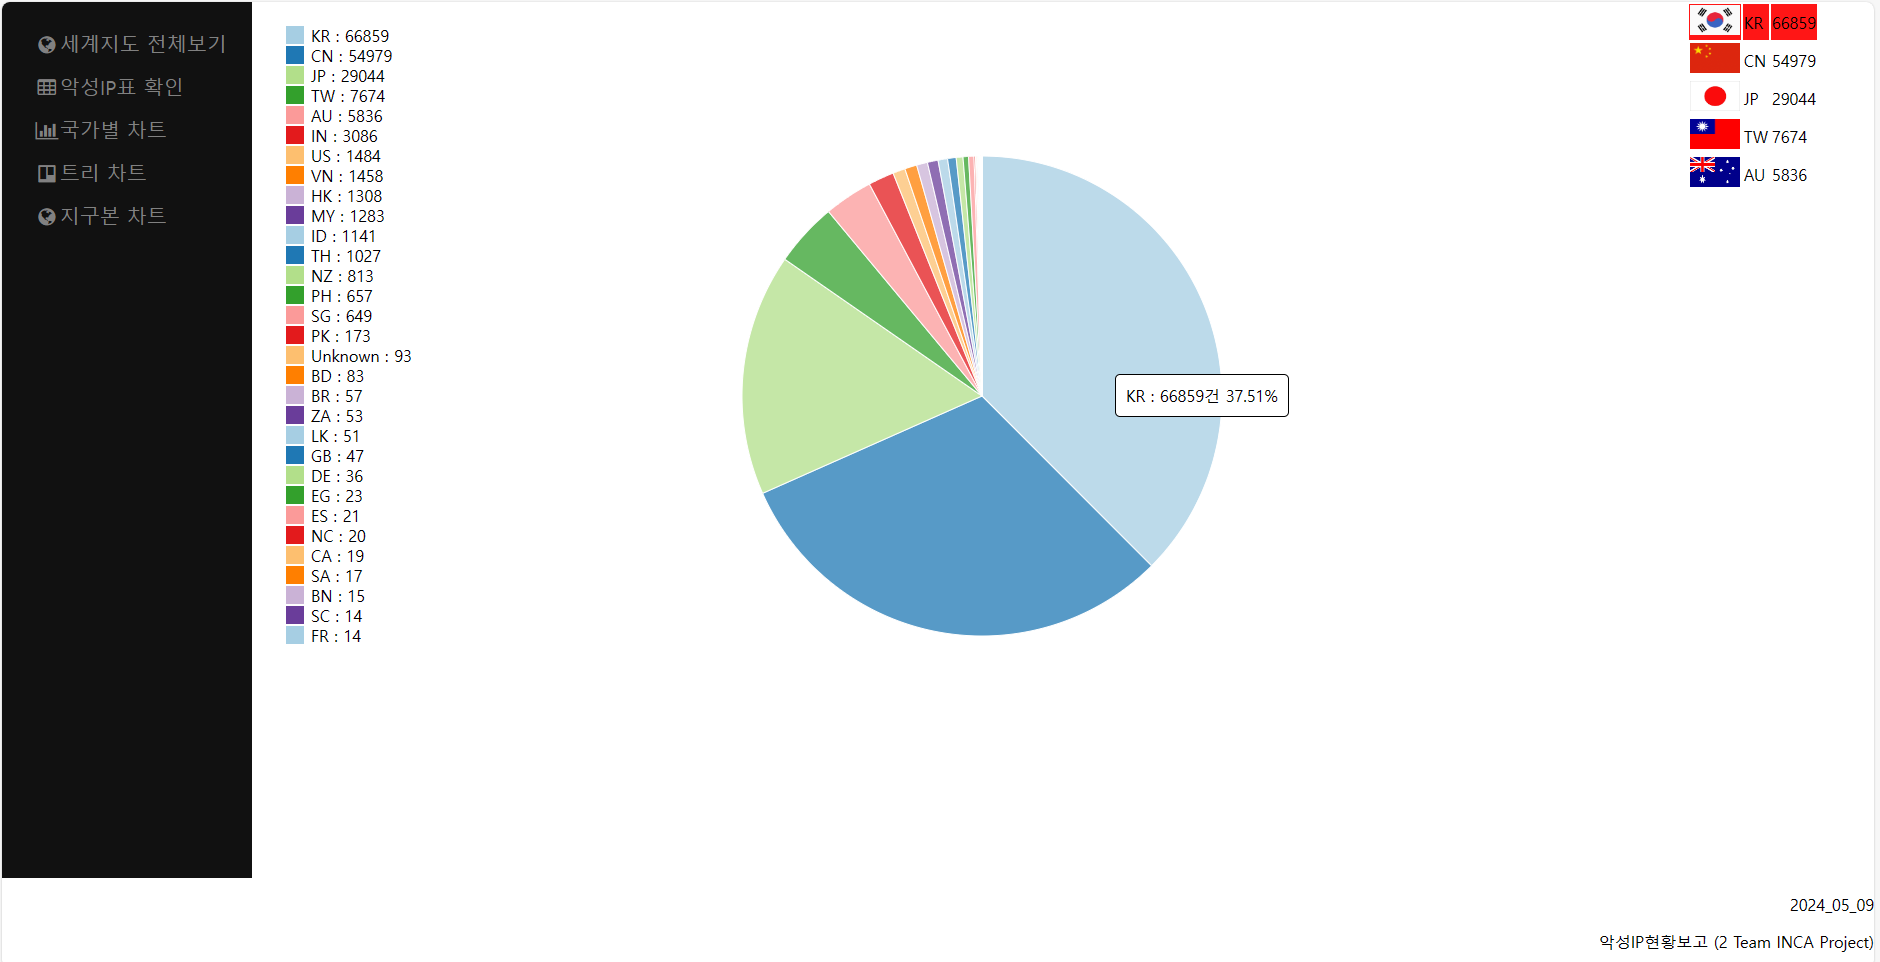 세계지도 전체보기
악성IP표 확인
국가별 차트
트리 차트
지구본 차트
KR : 66859
CN : 54979
JP : 29044
TW : 7674
AU : 5836
IN : 3086
US : 1484
VN : 1458
HK : 1308
MY : 1283
ID : 1141
TH : 1027
NZ : 813
PH : 657
SG : 649
PK : 173
Unknown : 93
BD : 83
BR : 57
ZA : 53
LK : 51
GB : 47
DE : 36
EG : 23
ES : 21
NC : 20
CA : 19
SA : 17
BN : 15
SC : 14
FR : 14
KR : 66859건 37.51%
KR 66859
CN 54979
JP 29044
TW 7674
AU 5836
2024_05_09
악성IP현황보고 (2 Team INCA Project)